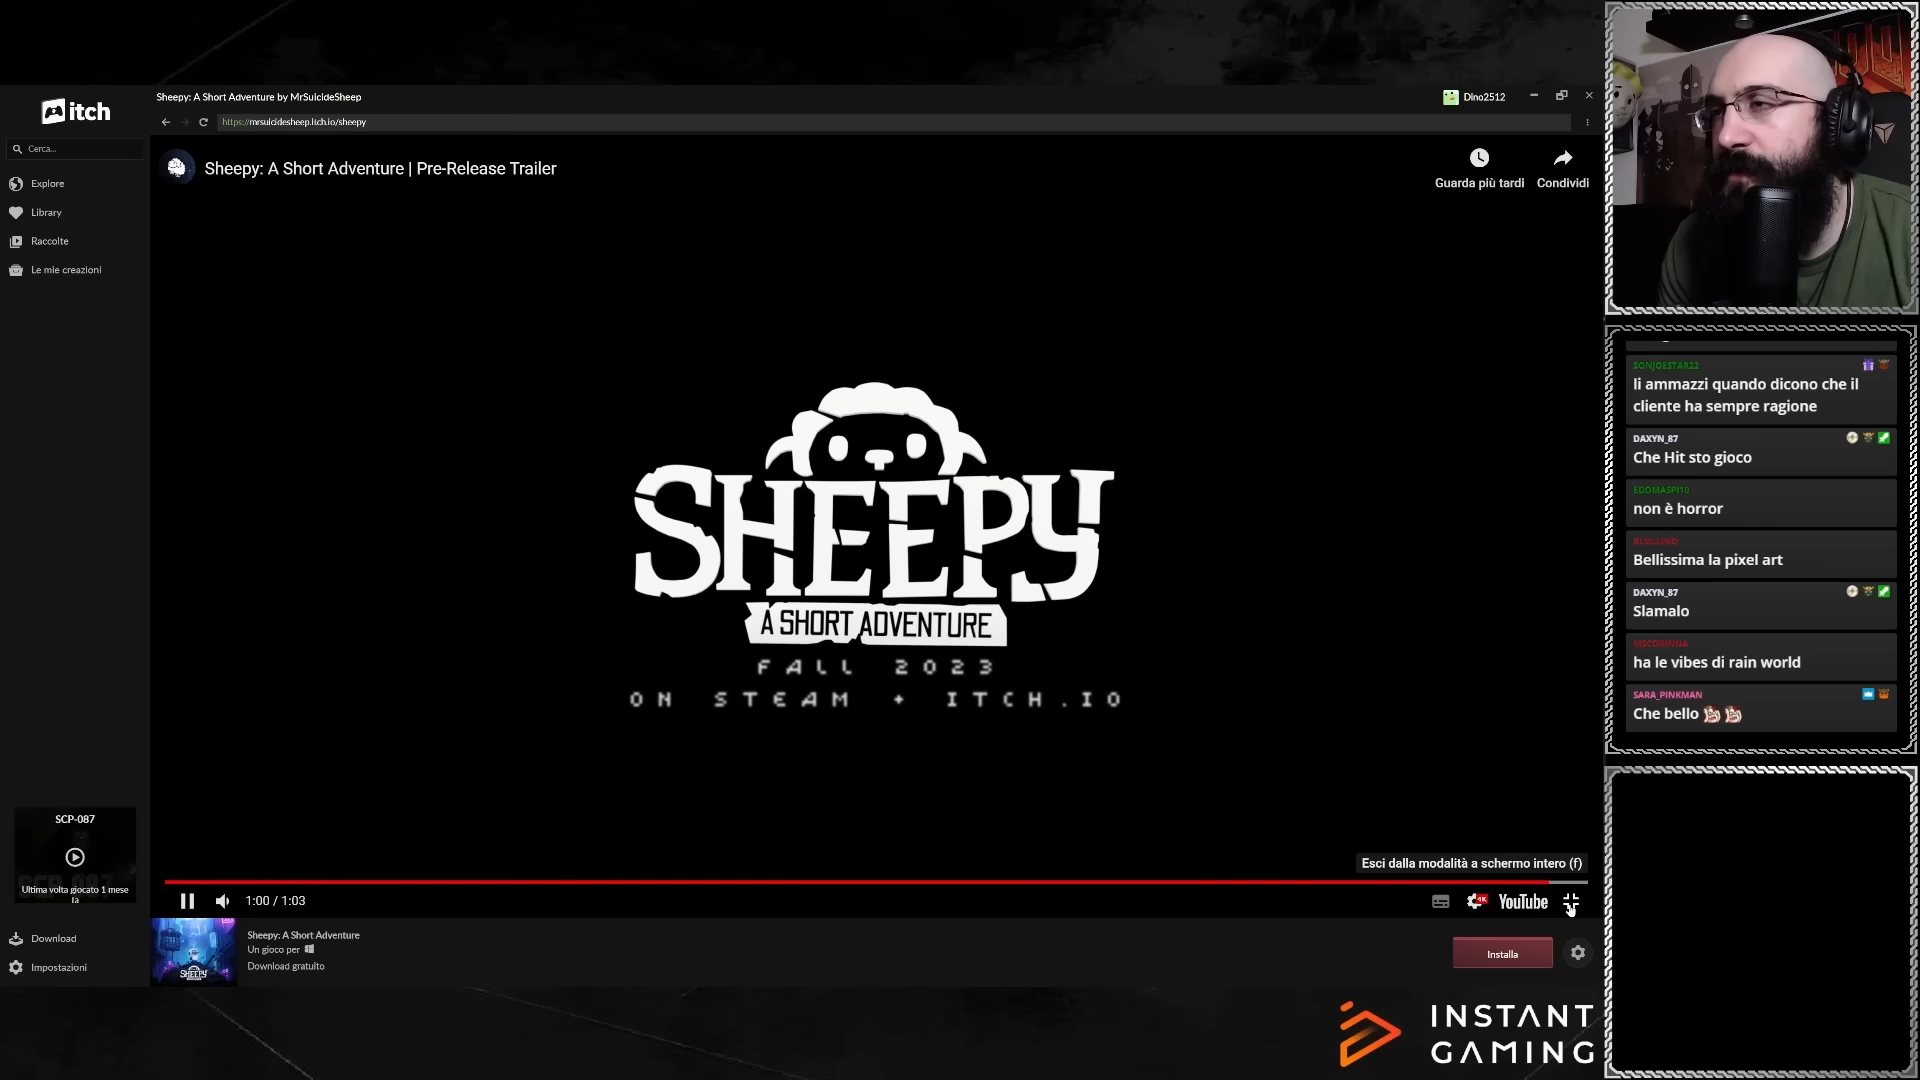 itch
Sheepy: A Short Adventure by MrSuicideSheep
Dino2512
https://mrsuicidesheep.itch.io/sheepy
Cerca...
Explore
Library
Raccolte
Le mie creazioni
Sheepy: A Short Adventure | Pre-Release Trailer
Guarda più tardi
Condividi
SHEEPY
A SHORT ADVENTURE
FALL 2023
ON STEAM + ITCH.IO
SCP-087
Ultima volta giocato 1 mese
fa
Download
Impostazioni
Esci dalla modalità a schermo intero (f)
1:00 / 1:03
4K
YouTube
SHEEPY
Sheepy: A Short Adventure
Un gioco per
Download gratuito
Installa
INSTANT
GAMING
SONJOESTAR22
li ammazzi quando dicono che il
cliente ha sempre ragione
DAXYN_87
Che Hit sto gioco
EDOMASPI10
non è horror
Bellissima la pixel art
DAXYN_87
Slamalo
ha le vibes di rain world
SARA_PINKMAN
Che bello